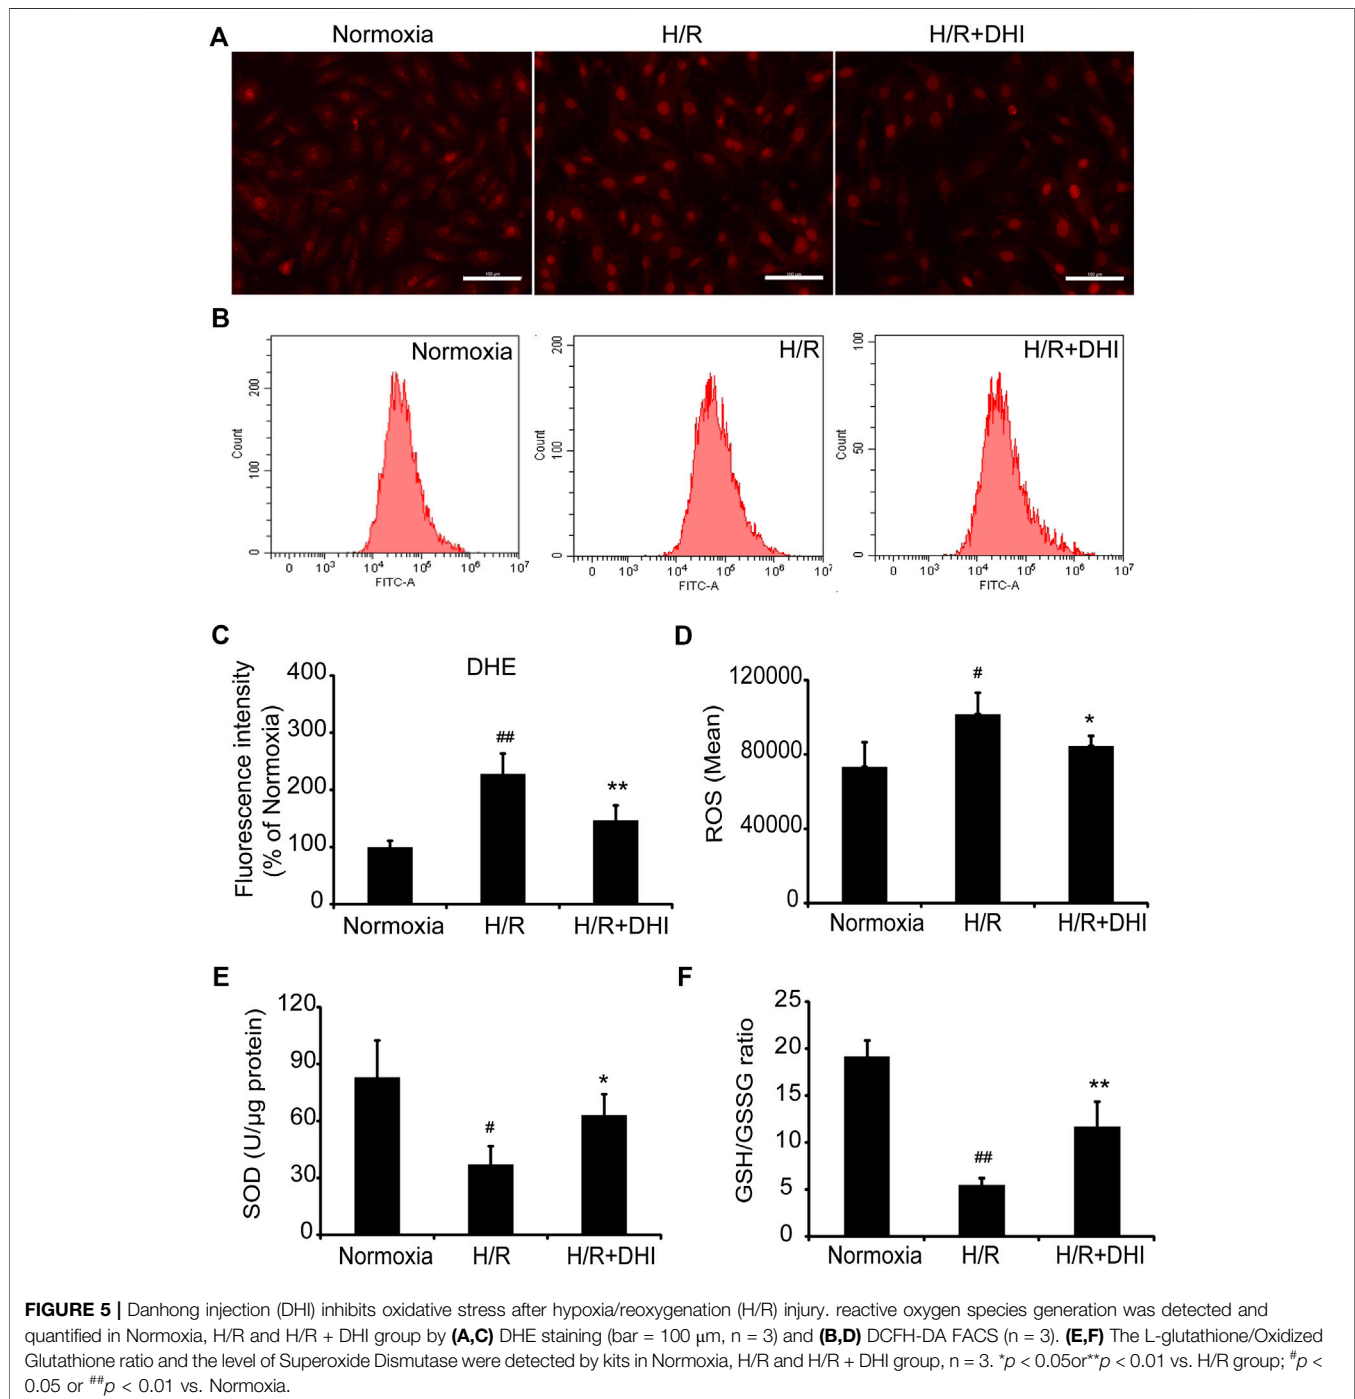 A
Normoxia
H/R
H/R+DHI
100 μm
100 μm
100 μm
B
Normoxia
Count
200
100
0
0 10³ 10⁴ 10⁵ 10⁶ 10⁷
FITC-A
H/R
Count
200
100
0
0 10³ 10⁴ 10⁵ 10⁶ 10⁷
FITC-A
H/R+DHI
Count
100
50
0
0 10³ 10⁴ 10⁵ 10⁶ 10⁷
FITC-A
C
DHE
Fluorescence intensity
(% of Normoxia)
400
300
200
100
0
##
**
Normoxia H/R H/R+DHI
D
ROS (Mean)
120000
80000
40000
0
#
*
Normoxia H/R H/R+DHI
E
SOD (U/μg protein)
120
90
60
30
0
#
*
Normoxia H/R H/R+DHI
F
GSH/GSSG ratio
25
20
15
10
5
0
##
**
Normoxia H/R H/R+DHI
FIGURE 5 | Danhong injection (DHI) inhibits oxidative stress after hypoxia/reoxygenation (H/R) injury. reactive oxygen species generation was detected and
quantified in Normoxia, H/R and H/R + DHI group by (A,C) DHE staining (bar = 100 μm, n = 3) and (B,D) DCFH-DA FACS (n = 3). (E,F) The L-glutathione/Oxidized
Glutathione ratio and the level of Superoxide Dismutase were detected by kits in Normoxia, H/R and H/R + DHI group, n = 3. *p < 0.05or**p < 0.01 vs. H/R group; #p <
0.05 or ##p < 0.01 vs. Normoxia.